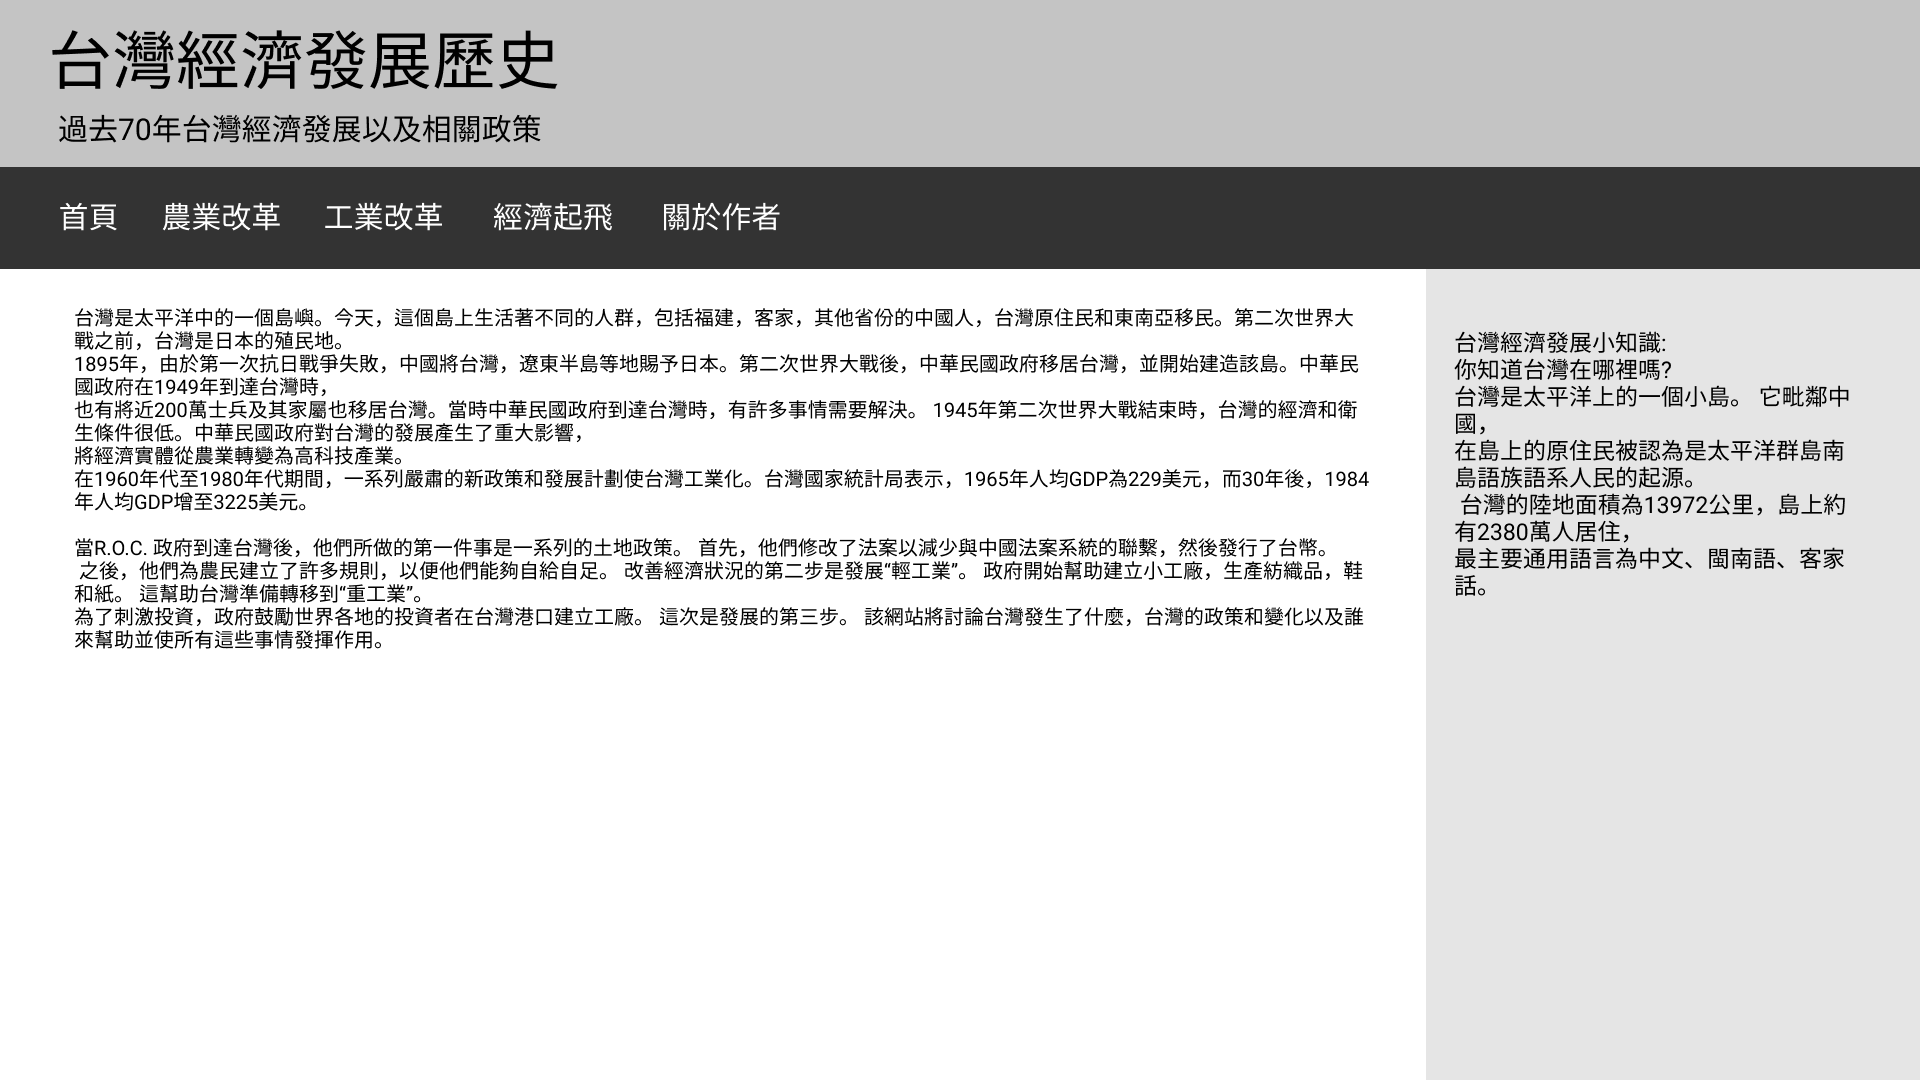 台灣經濟發展歷史
過去70年台灣經濟發展以及相關政策
首頁 農業改革 工業改革 經濟起飛 關於作者
台灣是太平洋中的一個島嶼。今天，這個島上生活著不同的人群，包括福建，客家，其他省份的中國人，台灣原住民和東南亞移民。第二次世界大
戰之前，台灣是日本的殖民地。
1895年，由於第一次抗日戰爭失敗，中國將台灣，遼東半島等地賜予日本。第二次世界大戰後，中華民國政府移居台灣，並開始建造該島。中華民
國政府在1949年到達台灣時，
也有將近200萬士兵及其家屬也移居台灣。當時中華民國政府到達台灣時，有許多事情需要解決。 1945年第二次世界大戰結束時，台灣的經濟和衛
生條件很低。中華民國政府對台灣的發展產生了重大影響，
將經濟實體從農業轉變為高科技產業。
在1960年代至1980年代期間，一系列嚴肅的新政策和發展計劃使台灣工業化。台灣國家統計局表示，1965年人均GDP為229美元，而30年後，1984
年人均GDP增至3225美元。
當R.O.C. 政府到達台灣後，他們所做的第一件事是一系列的土地政策。 首先，他們修改了法案以減少與中國法案系統的聯繫，然後發行了台幣。
之後，他們為農民建立了許多規則，以便他們能夠自給自足。 改善經濟狀況的第二步是發展“輕工業”。 政府開始幫助建立小工廠，生產紡織品，鞋
和紙。 這幫助台灣準備轉移到“重工業”。
為了刺激投資，政府鼓勵世界各地的投資者在台灣港口建立工廠。 這次是發展的第三步。 該網站將討論台灣發生了什麼，台灣的政策和變化以及誰
來幫助並使所有這些事情發揮作用。
台灣經濟發展小知識:
你知道台灣在哪裡嗎?
台灣是太平洋上的一個小島。 它毗鄰中
國，
在島上的原住民被認為是太平洋群島南
島語族語系人民的起源。
台灣的陸地面積為13972公里，島上約
有2380萬人居住，
最主要通用語言為中文、閩南語、客家
話。